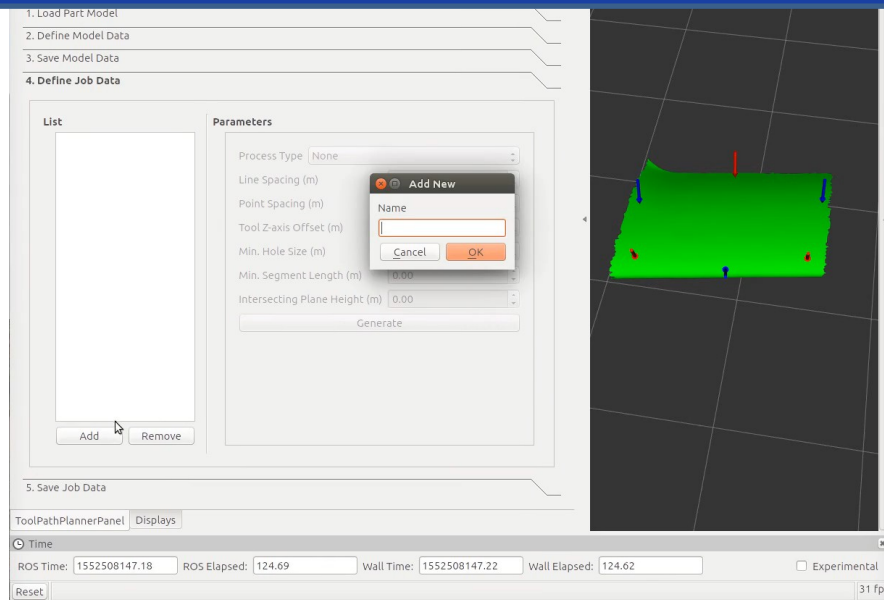 1. Load Part Model
2. Define Model Data
3. Save Model Data
4. Define Job Data
List
Parameters
Process Type None
Line Spacing (m)
Point Spacing (m)
Tool Z-axis Offset (m)
Min. Hole Size (m)
Min. Segment Length (m) 0.00
Intersecting Plane Height (m) 0.00
Generate
Add New
Name
Cancel OK
Add Remove
5. Save Job Data
ToolPathPlannerPanel Displays
Time
ROS Time: 1552508147.18 ROS Elapsed: 124.69 Wall Time: 1552508147.22 Wall Elapsed: 124.62 Experimental
Reset 31 fp